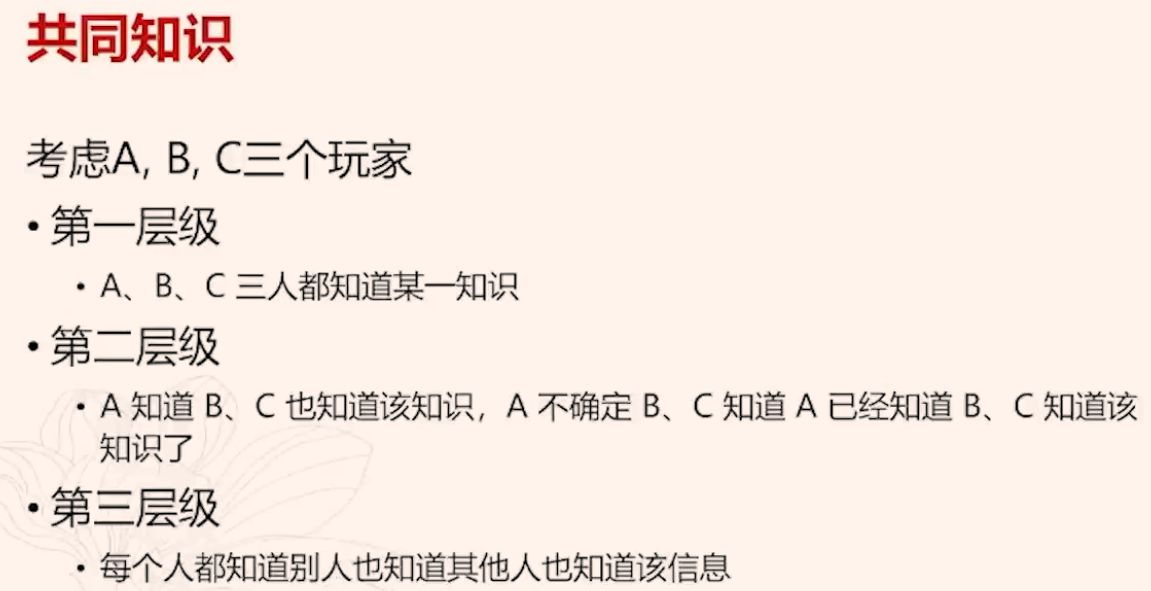 共同知识
考虑A, B, C三个玩家
• 第一层级
• A、B、C 三人都知道某一知识
• 第二层级
• A 知道 B、C 也知道该知识，A 不确定 B、C 知道 A 已经知道 B、C 知道该
知识了
• 第三层级
• 每个人都知道别人也知道其他人也知道该信息